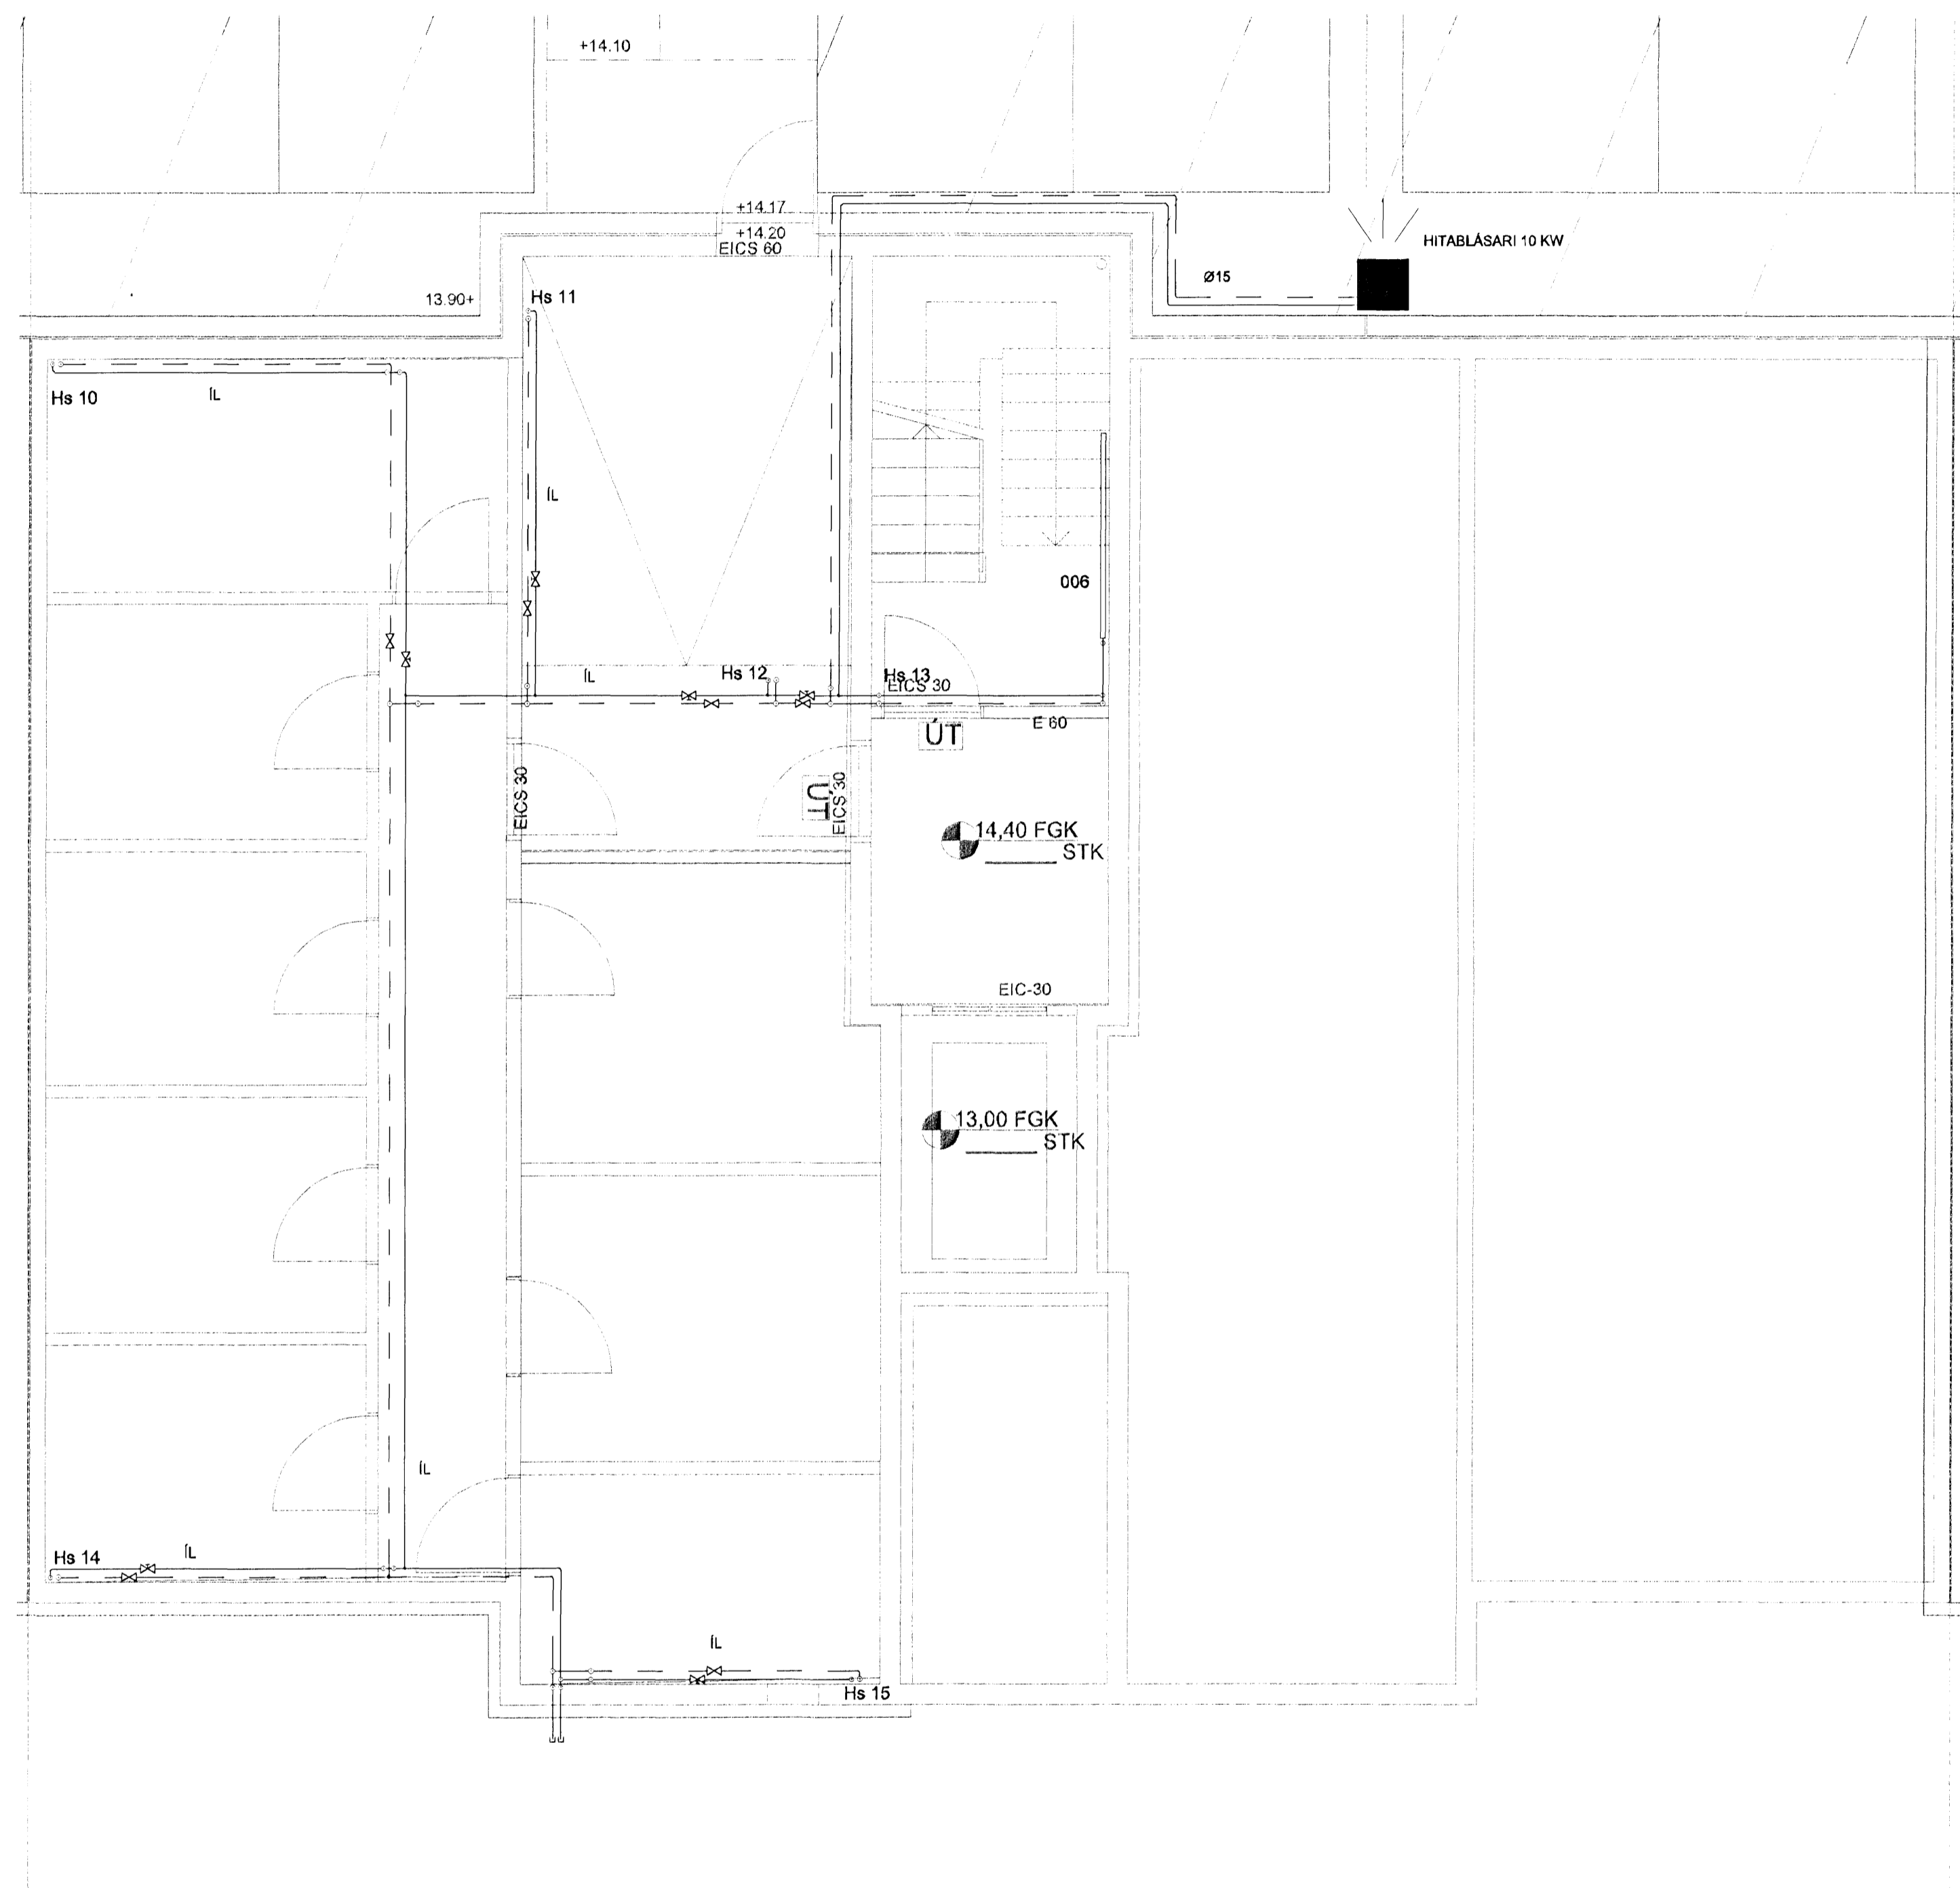 +14.10
+14.17
+14.20
EICS 60
HITABLÁSARI 10 KW
Ø15
13.90+
Hs 11
Hs 10
ÍL
ÍL
006
ÍL
Hs 12
Hs 13
EICS 30
E 60
ÚT
EICS 30
ÚT
EICS 30
14,40 FGK
STK
EIC-30
13,00 FGK
STK
ÍL
Hs 14
ÍL
ÍL
Hs 15